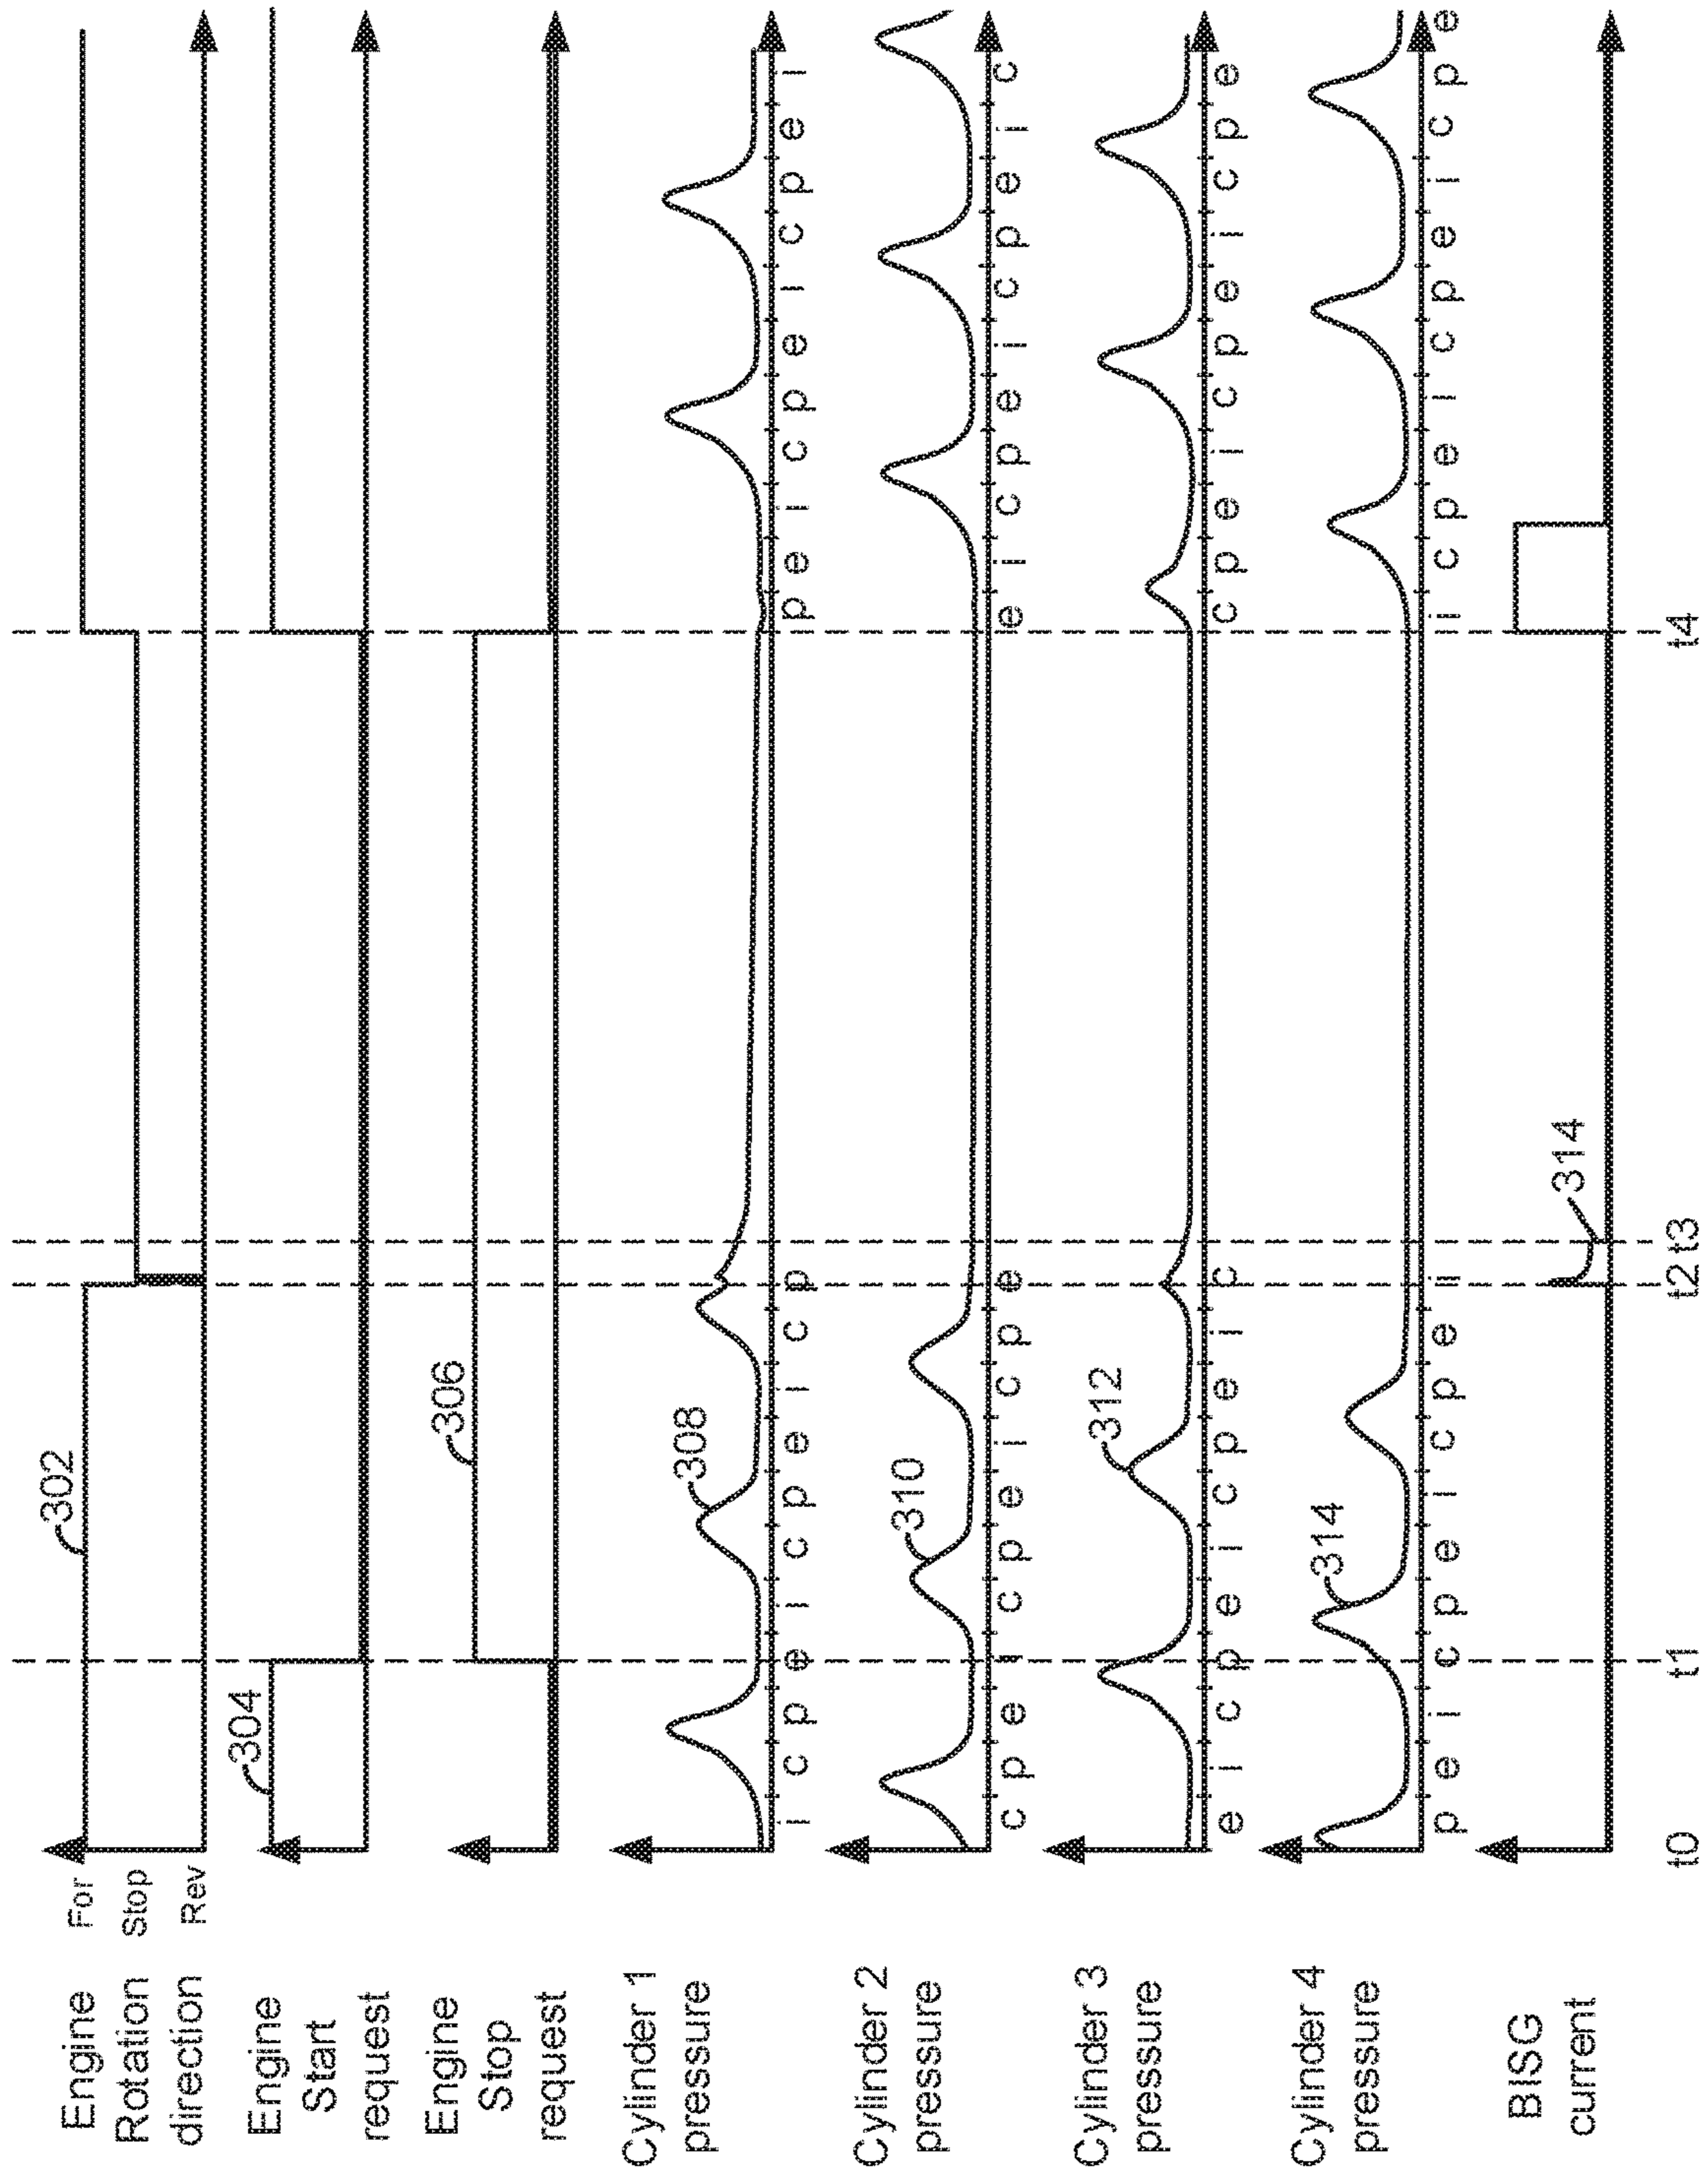 Engine
Rotation
direction
For
Stop
Rev
302
Engine
Start
request
304
Engine
Stop
request
306
Cylinder 1
pressure
308
i c p e i c p e i c p p e i c p e i c p e i
Cylinder 2
pressure
310
c p e i c p e i c p e e i c p e i c p e i c
Cylinder 3
pressure
312
e i c p e i c p e i c c p e i c p e i c p e
Cylinder 4
pressure
314
p e i c p e i c p e i i c p e i c p e i c p e
BISG
current
314
t0 t1 t2 t3 t4